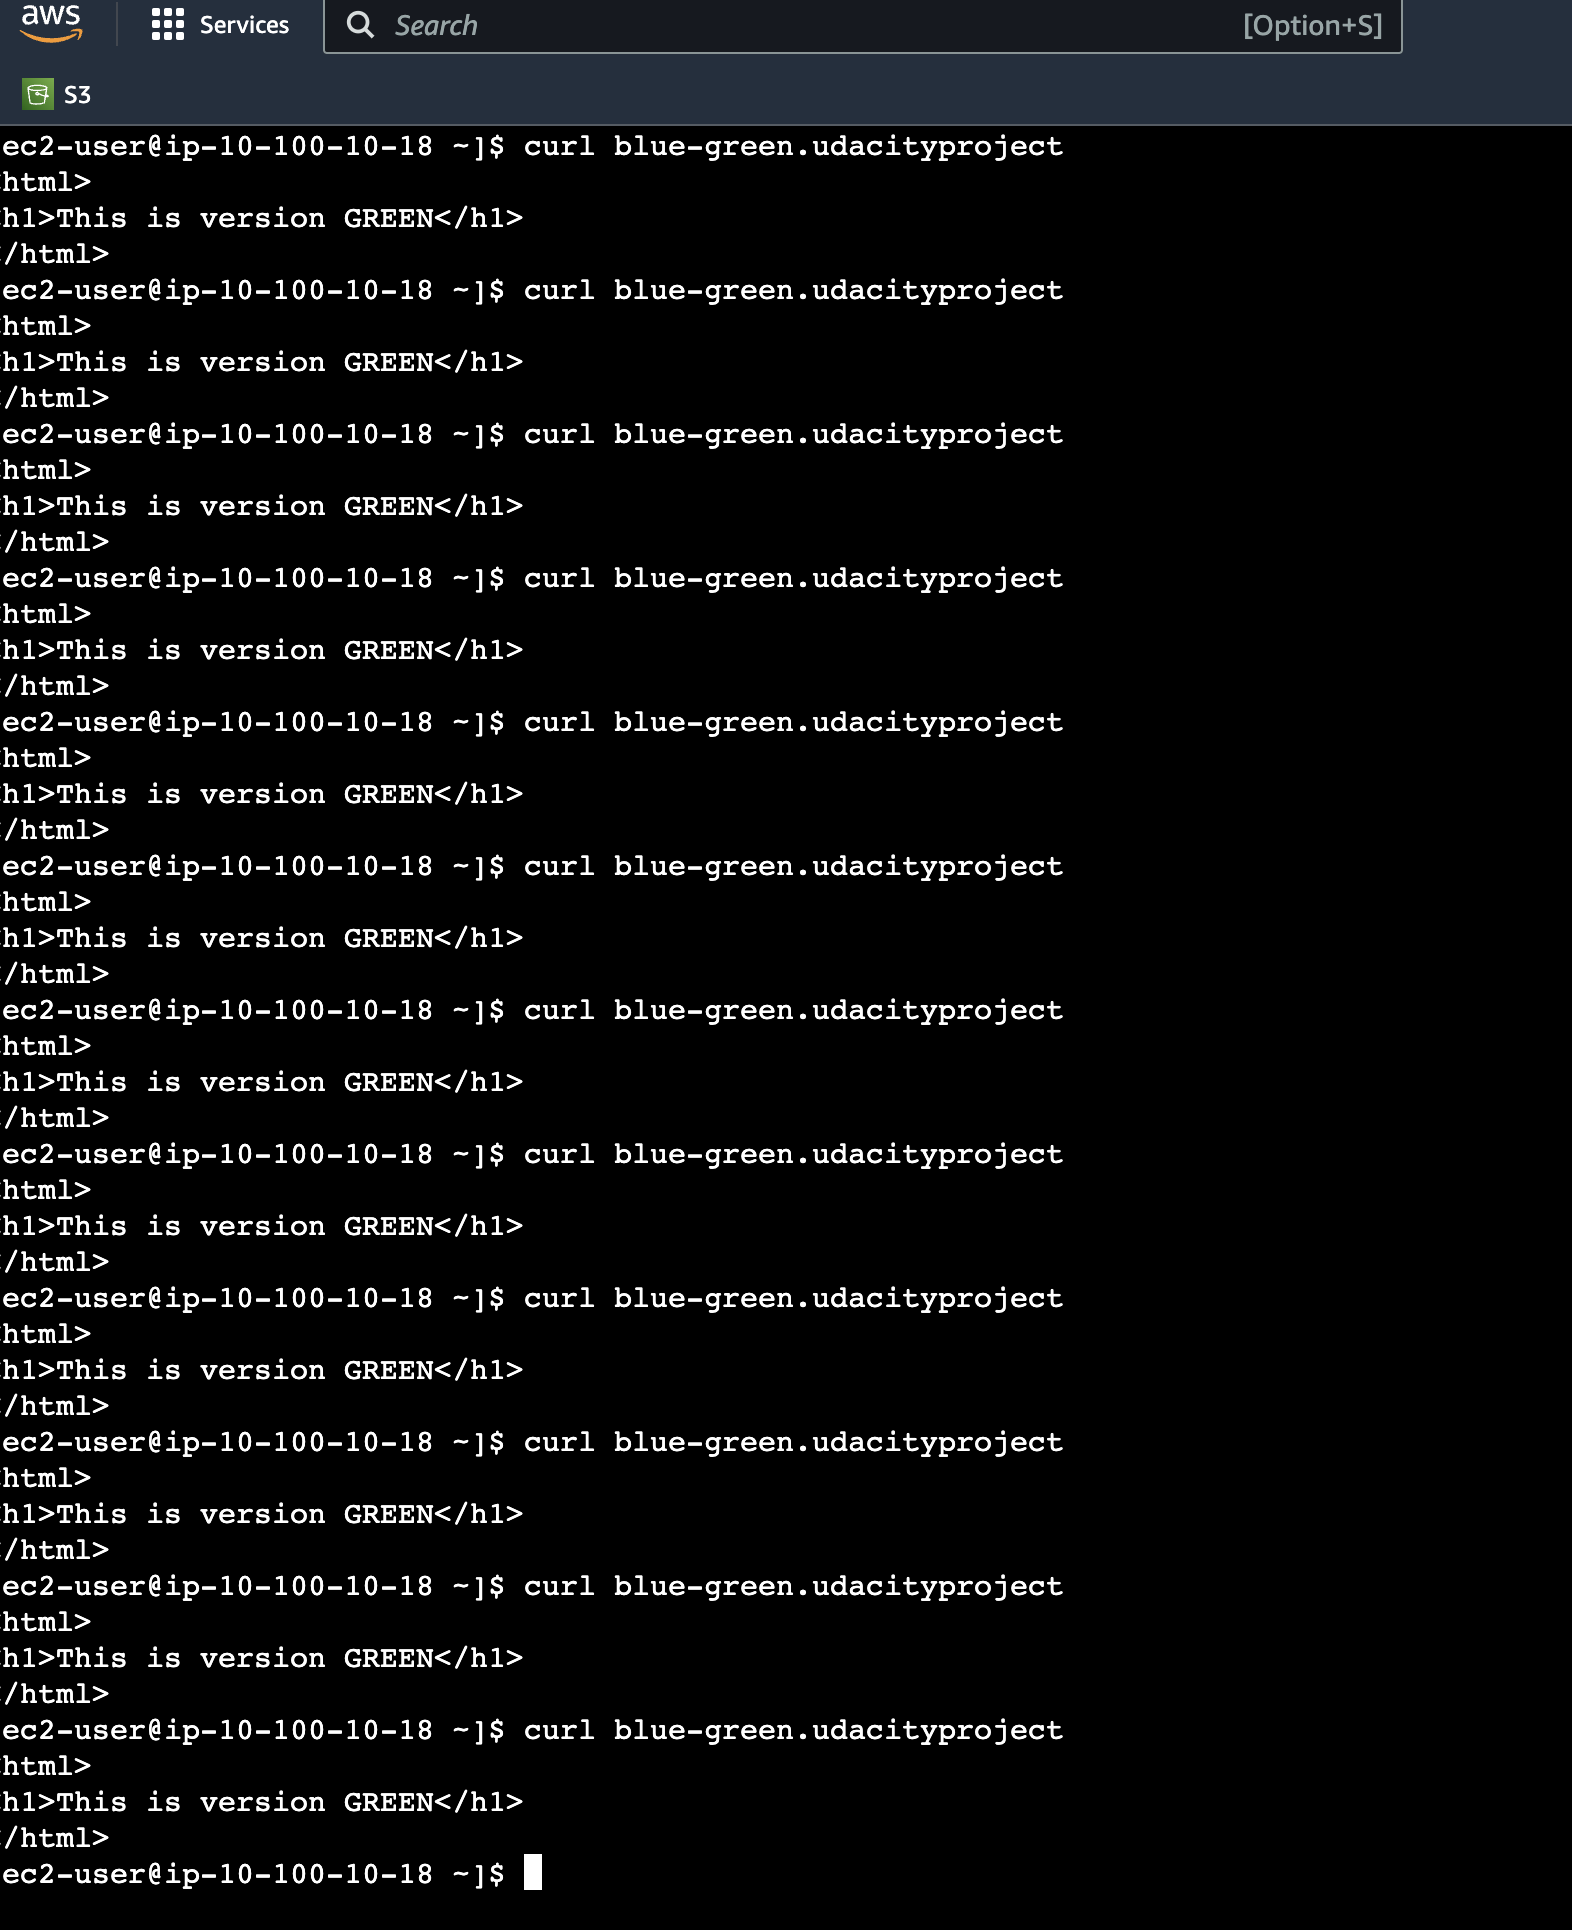 aws
Services
Search
[Option+S]
S3
ec2-user@ip-10-100-10-18 ~]$ curl blue-green.udacityproject
html>
h1>This is version GREEN</h1>
/html>
ec2-user@ip-10-100-10-18 ~]$ curl blue-green.udacityproject
html>
h1>This is version GREEN</h1>
/html>
ec2-user@ip-10-100-10-18 ~]$ curl blue-green.udacityproject
html>
h1>This is version GREEN</h1>
/html>
ec2-user@ip-10-100-10-18 ~]$ curl blue-green.udacityproject
html>
h1>This is version GREEN</h1>
/html>
ec2-user@ip-10-100-10-18 ~]$ curl blue-green.udacityproject
html>
h1>This is version GREEN</h1>
/html>
ec2-user@ip-10-100-10-18 ~]$ curl blue-green.udacityproject
html>
h1>This is version GREEN</h1>
/html>
ec2-user@ip-10-100-10-18 ~]$ curl blue-green.udacityproject
html>
h1>This is version GREEN</h1>
/html>
ec2-user@ip-10-100-10-18 ~]$ curl blue-green.udacityproject
html>
h1>This is version GREEN</h1>
/html>
ec2-user@ip-10-100-10-18 ~]$ curl blue-green.udacityproject
html>
h1>This is version GREEN</h1>
/html>
ec2-user@ip-10-100-10-18 ~]$ curl blue-green.udacityproject
html>
h1>This is version GREEN</h1>
/html>
ec2-user@ip-10-100-10-18 ~]$ curl blue-green.udacityproject
html>
h1>This is version GREEN</h1>
/html>
ec2-user@ip-10-100-10-18 ~]$ curl blue-green.udacityproject
html>
h1>This is version GREEN</h1>
/html>
ec2-user@ip-10-100-10-18 ~]$